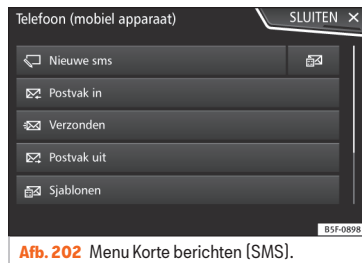 Telefoon (mobiel apparaat)
SLUITEN ×
Nieuwe sms
Postvak in
Verzonden
Postvak uit
Sjablonen
B5F-0898
Afb. 202 Menu Korte berichten (SMS).